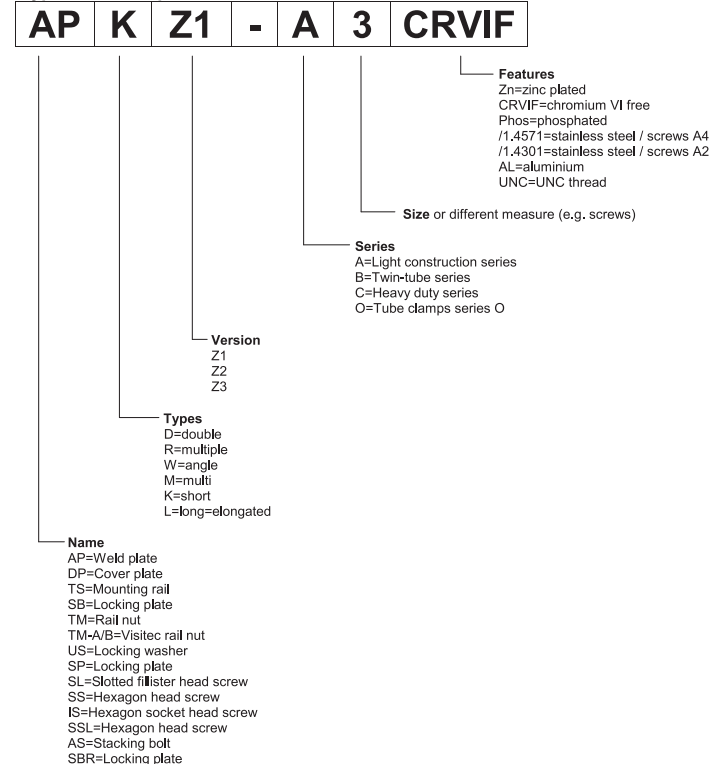 AP K Z1 - A 3 CRVIF
Features
Zn=zinc plated
CRVIF=chromium VI free
Phos=phosphated
/1.4571=stainless steel / screws A4
/1.4301=stainless steel / screws A2
AL=aluminium
UNC=UNC thread
Size or different measure (e.g. screws)
Series
A=Light construction series
B=Twin-tube series
C=Heavy duty series
O=Tube clamps series O
Version
Z1
Z2
Z3
Types
D=double
R=multiple
W=angle
M=multi
K=short
L=long=elongated
Name
AP=Weld plate
DP=Cover plate
TS=Mounting rail
SB=Locking plate
TM=Rail nut
TM-A/B=Visitec rail nut
US=Locking washer
SP=Locking plate
SL=Slotted fillister head screw
SS=Hexagon head screw
IS=Hexagon socket head screw
SSL=Hexagon head screw
AS=Stacking bolt
SBR=Locking plate